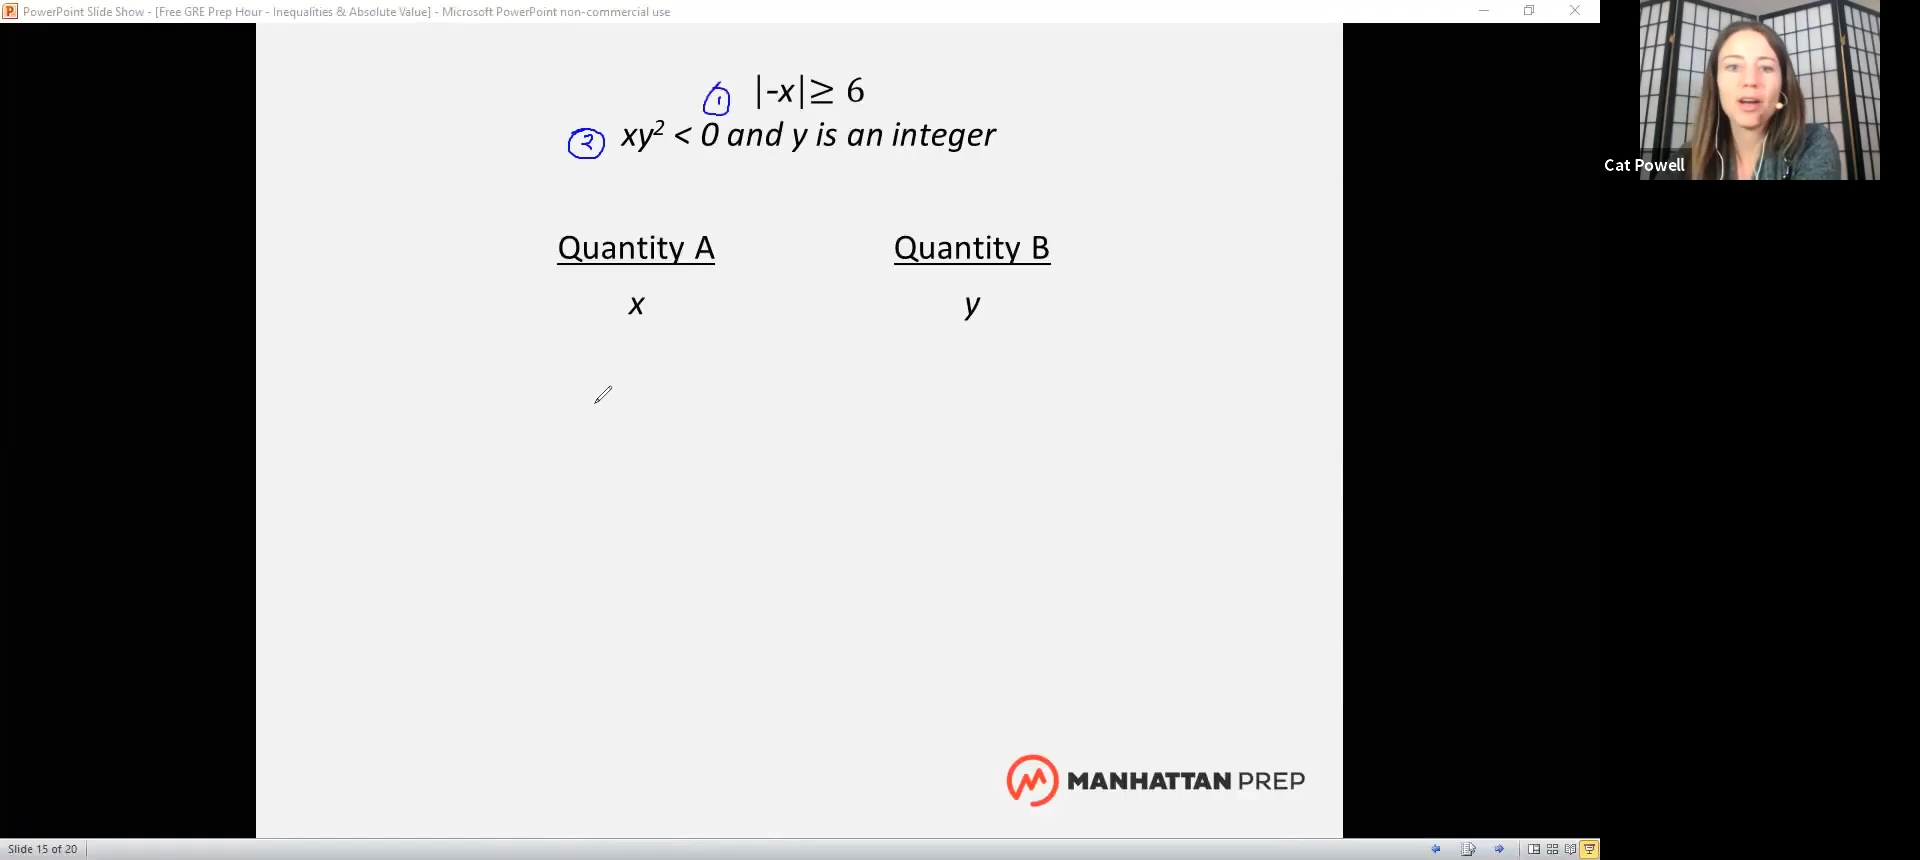 PowerPoint Slide Show - [Free GRE Prep Hour - Inequalities & Absolute Value] - Microsoft PowerPoint non-commercial use
① |-x|≥ 6
② xy² < 0 and y is an integer
Quantity A Quantity B
x y
MANHATTAN PREP
Cat Powell
Slide 15 of 20